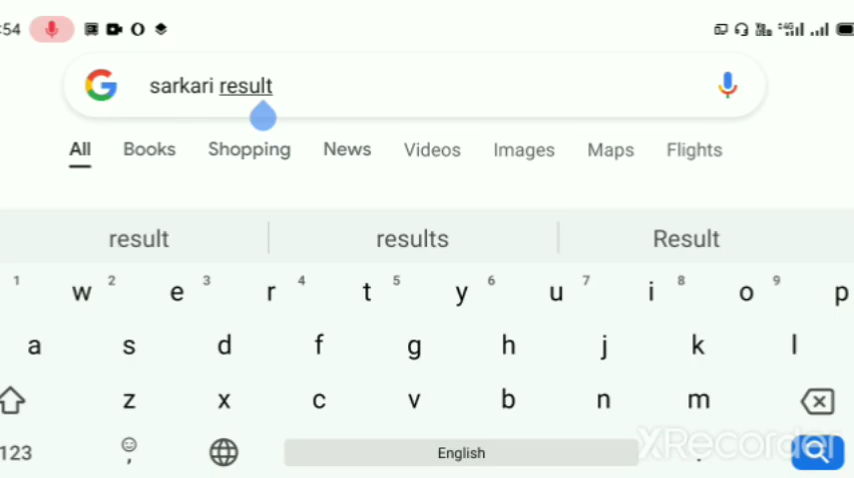 :54
sarkari result
All Books Shopping News Videos Images Maps Flights
result results Result
1 2 3 4 5 6 7 8 9
w e r t y u i o p
a s d f g h j k l
z x c v b n m
123 , English .
XRecorder